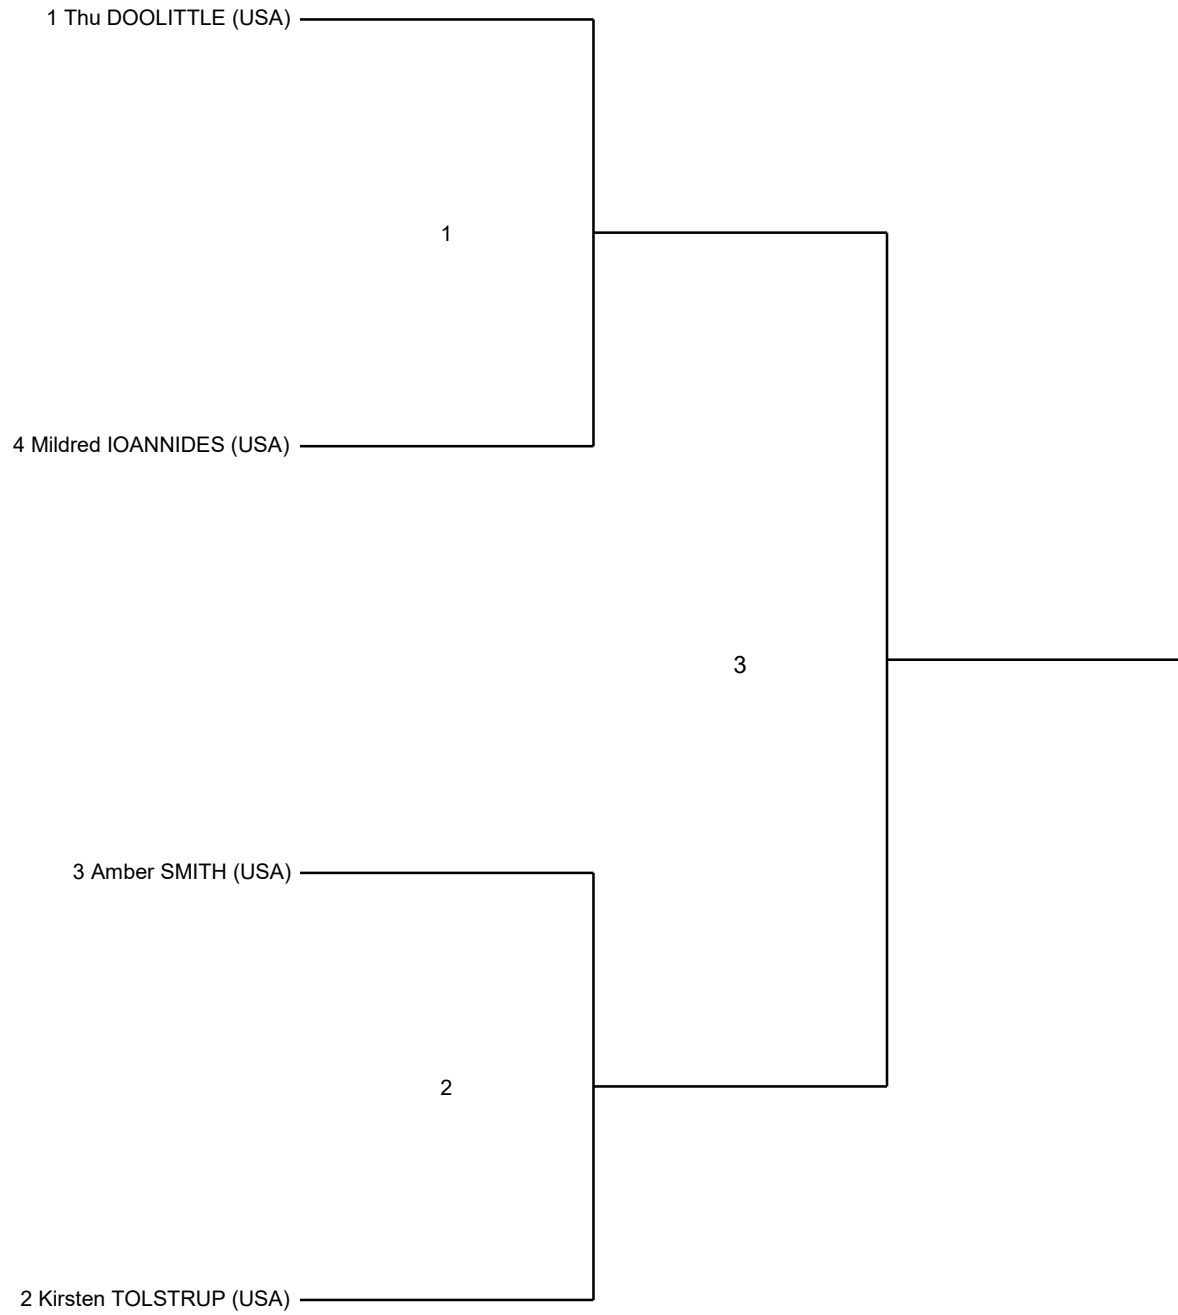 1 Thu DOOLITTLE (USA)
1
4 Mildred IOANNIDES (USA)
3
3 Amber SMITH (USA)
2
2 Kirsten TOLSTRUP (USA)